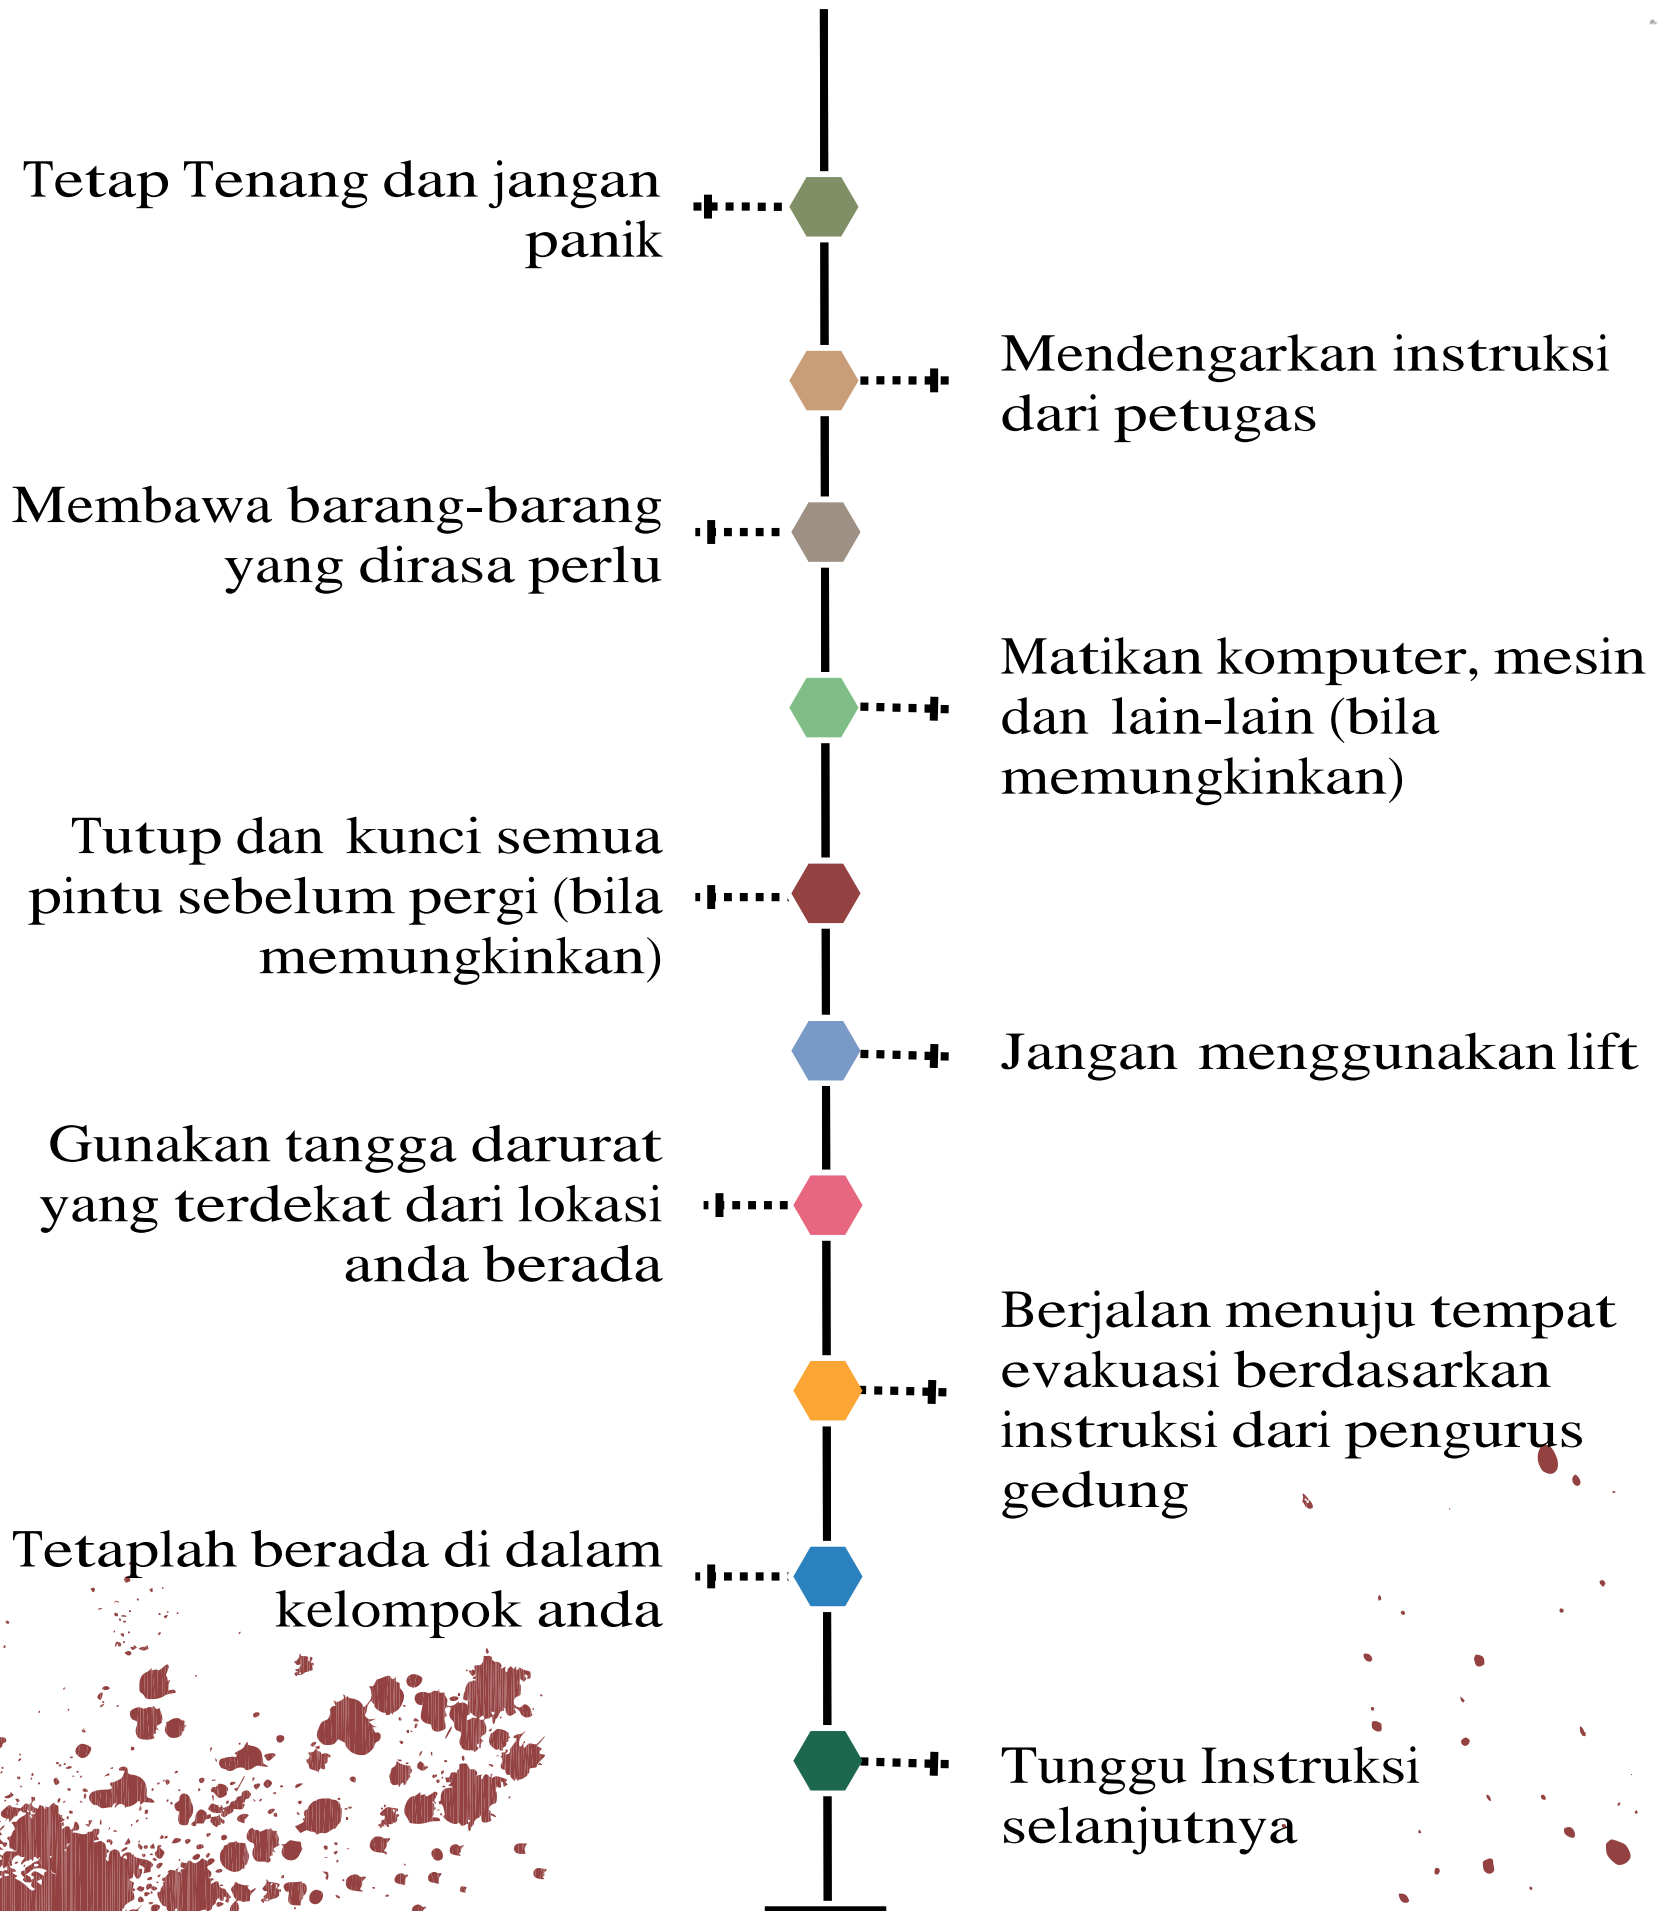 Tetap Tenang dan jangan
panik
Mendengarkan instruksi
dari petugas
Membawa barang-barang
yang dirasa perlu
Matikan komputer, mesin
dan lain-lain (bila
memungkinkan)
Tutup dan kunci semua
pintu sebelum pergi (bila
memungkinkan)
Jangan menggunakan lift
Gunakan tangga darurat
yang terdekat dari lokasi
anda berada
Berjalan menuju tempat
evakuasi berdasarkan
instruksi dari pengurus
gedung
Tetaplah berada di dalam
kelompok anda
Tunggu Instruksi
selanjutnya